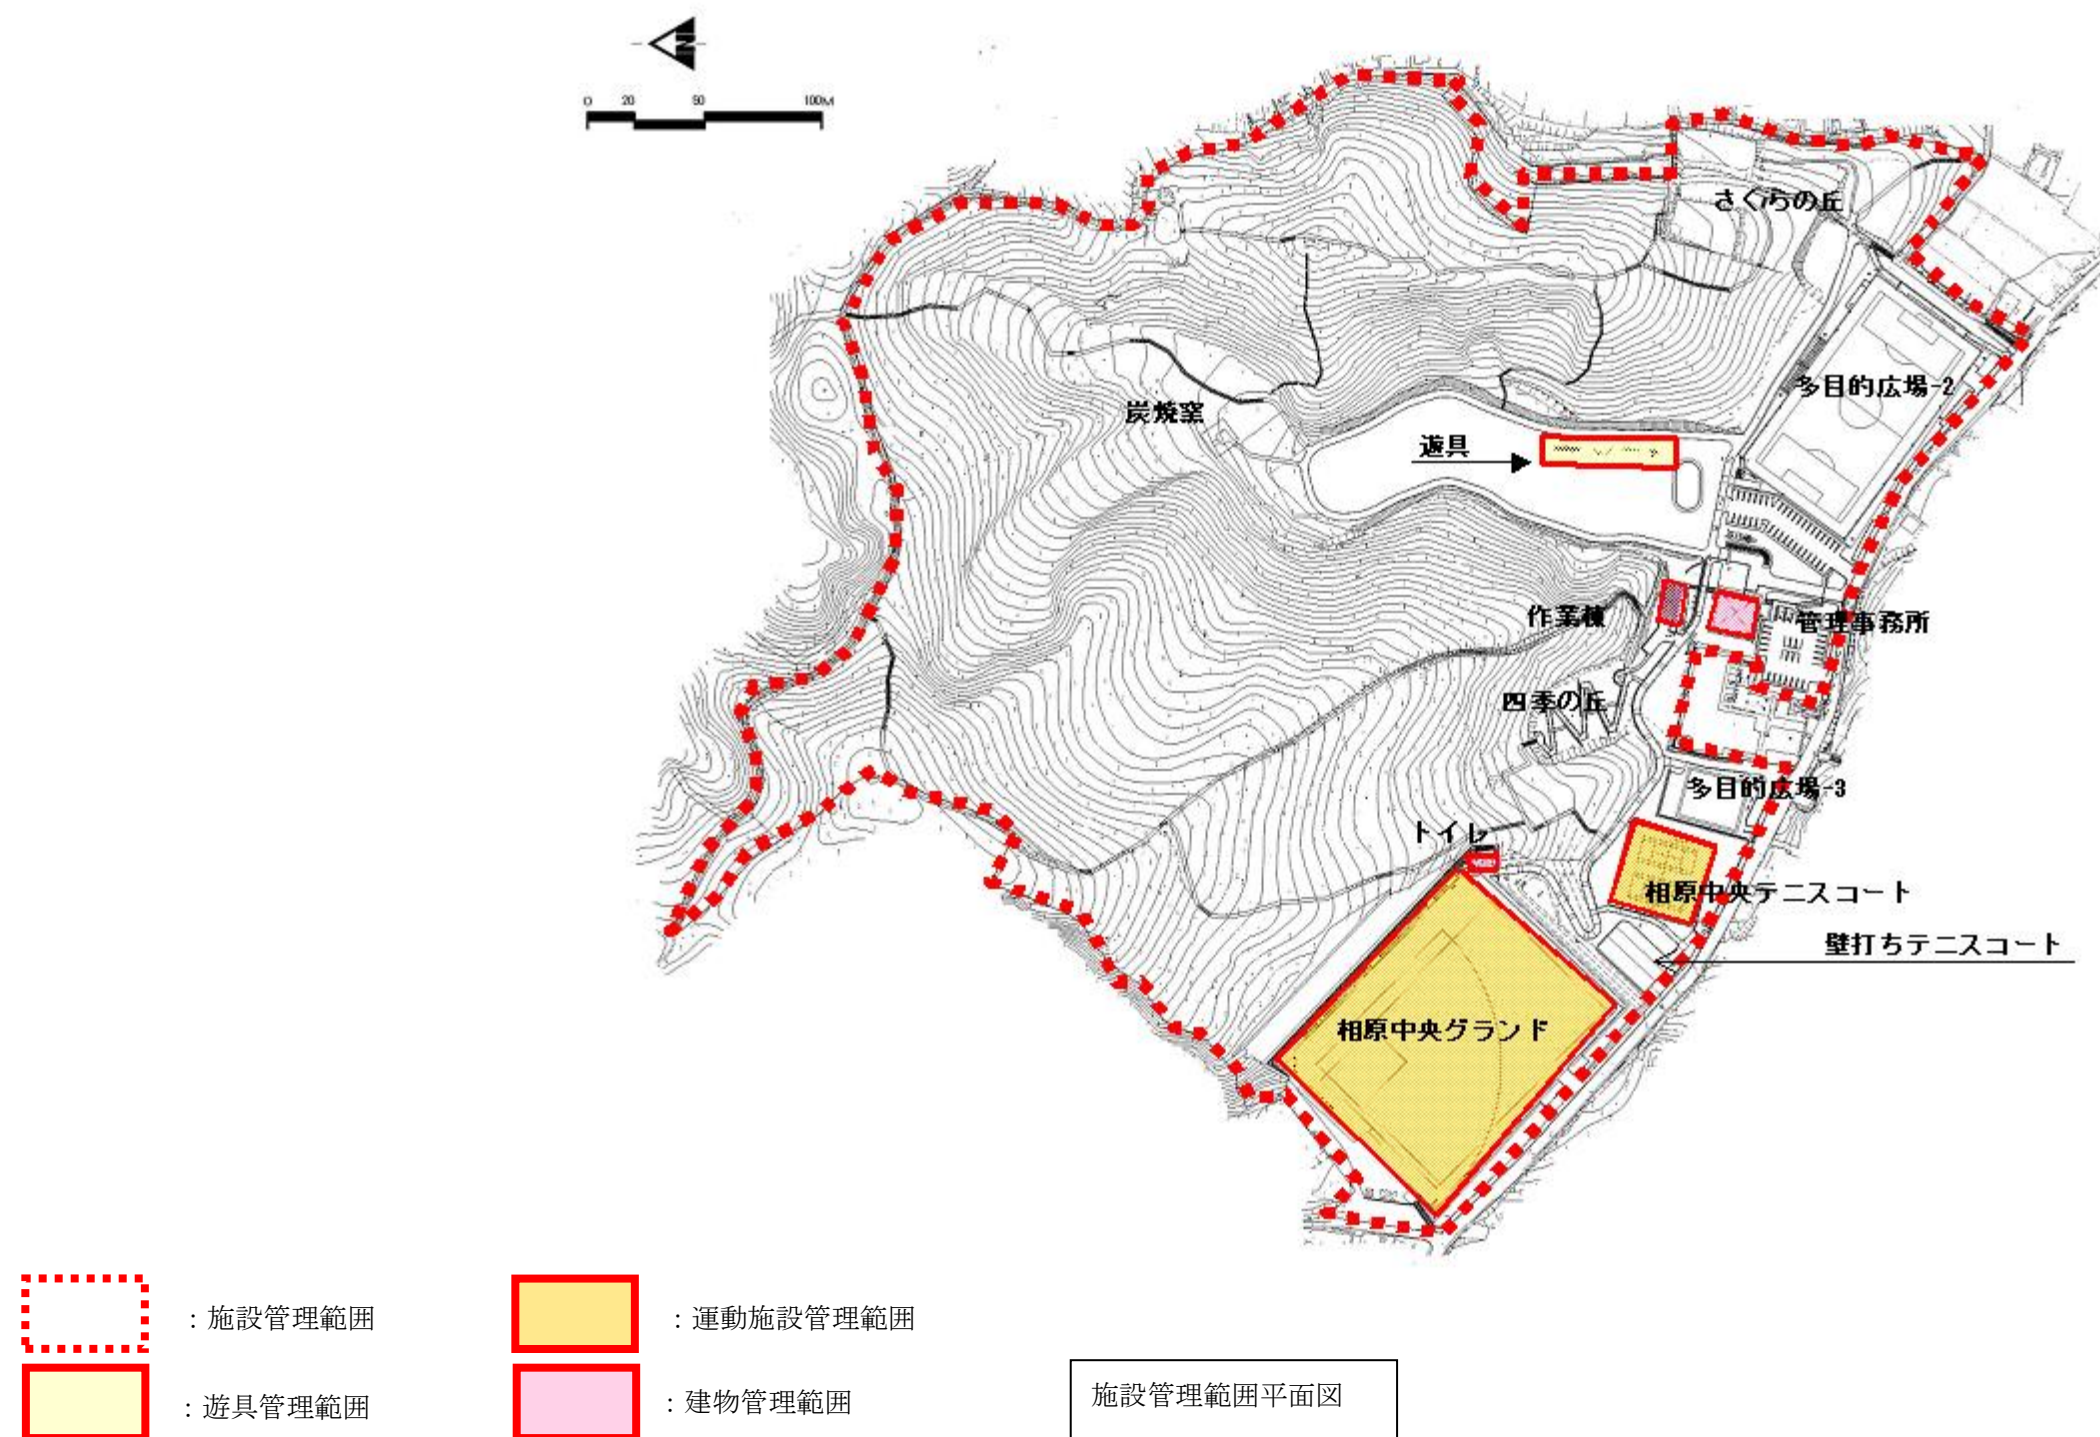 N
0 20 50 100M
さくらの丘
多目的広場-2
炭焼窯
遊具
作業棟
管理事務所
四季の丘
多目的広場-3
トイレ
相原中央テニスコート
壁打ちテニスコート
相原中央グランド
：施設管理範囲
：運動施設管理範囲
：遊具管理範囲
：建物管理範囲
施設管理範囲平面図